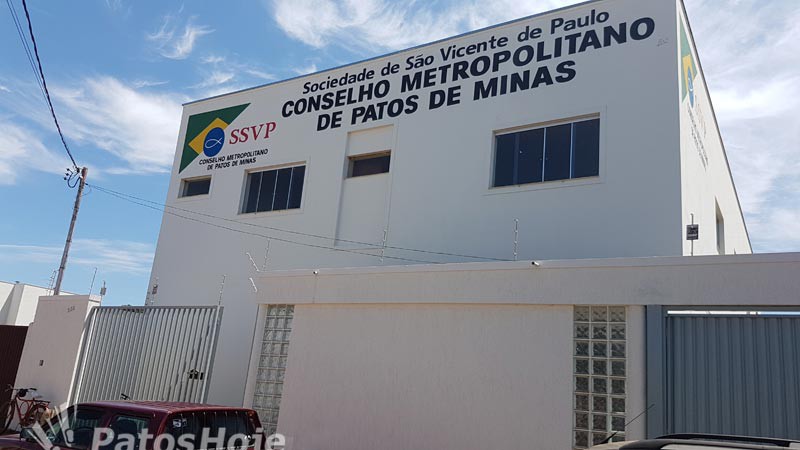 Sociedade de São Vicente de Paulo
CONSELHO METROPOLITANO
DE PATOS DE MINAS
SSVP
CONSELHO METROPOLITANO
DE PATOS DE MINAS
PatosHoje